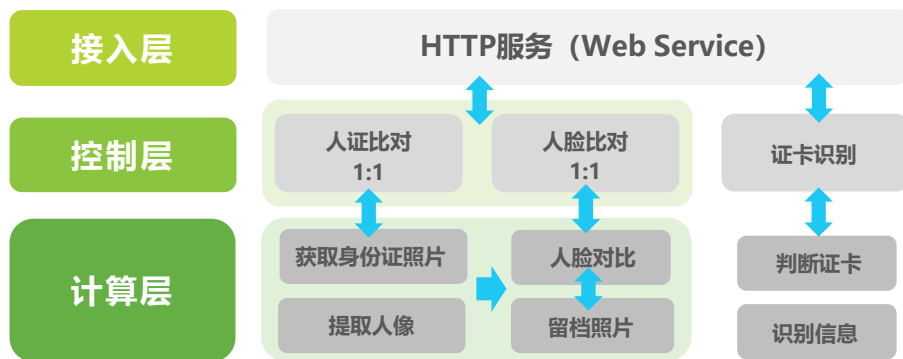 接入层
HTTP服务（Web Service）
控制层
人证比对
1:1
人脸比对
1:1
证卡识别
计算层
获取身份证照片
人脸对比
判断证卡
提取人像
留档照片
识别信息